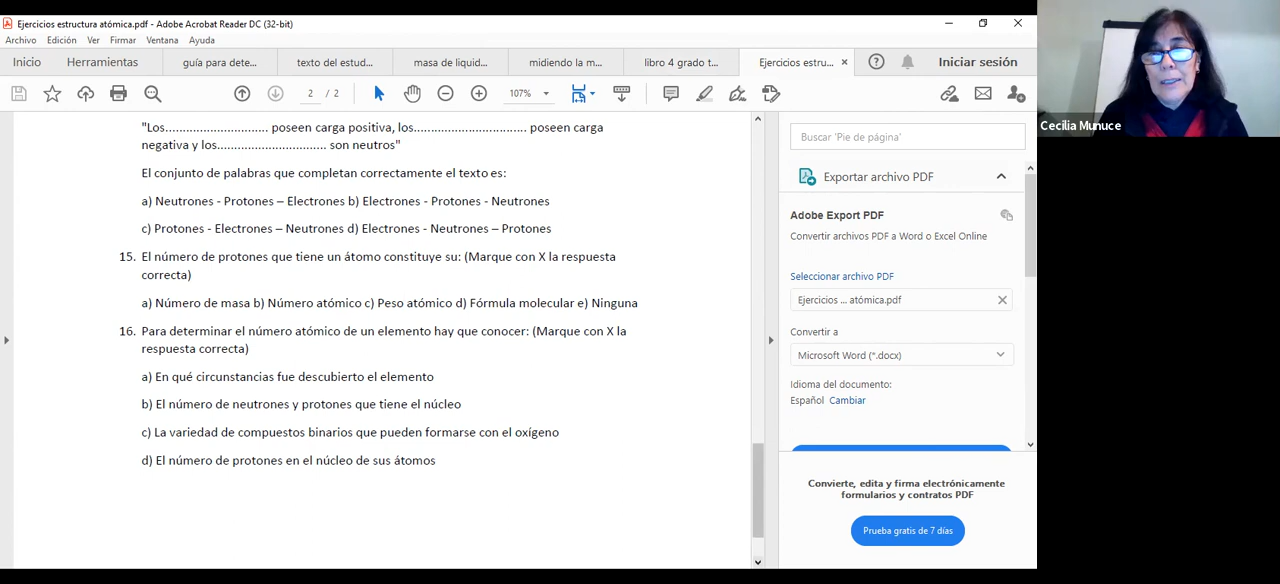 Ejercicios estructura atómica.pdf - Adobe Acrobat Reader DC (32-bit)
Archivo Edición Ver Firmar Ventana Ayuda
Inicio Herramientas guía para dete... texto del estud... masa de líquid... midiendo la m... libro 4 grado t... Ejercicios estru... Iniciar sesión
2 / 2 107%
"Los............................. poseen carga positiva, los................................ poseen carga
negativa y los............................... son neutros"
El conjunto de palabras que completan correctamente el texto es:
a) Neutrones - Protones – Electrones b) Electrones - Protones - Neutrones
c) Protones - Electrones – Neutrones d) Electrones - Neutrones – Protones
15. El número de protones que tiene un átomo constituye su: (Marque con X la respuesta
correcta)
a) Número de masa b) Número atómico c) Peso atómico d) Fórmula molecular e) Ninguna
16. Para determinar el número atómico de un elemento hay que conocer: (Marque con X la
respuesta correcta)
a) En qué circunstancias fue descubierto el elemento
b) El número de neutrones y protones que tiene el núcleo
c) La variedad de compuestos binarios que pueden formarse con el oxígeno
d) El número de protones en el núcleo de sus átomos
Buscar 'Pie de página'
Exportar archivo PDF
Adobe Export PDF
Convertir archivos PDF a Word o Excel Online
Seleccionar archivo PDF
Ejercicios ... atómica.pdf
Convertir a
Microsoft Word (*.docx)
Idioma del documento:
Español Cambiar
Convierte, edita y firma electrónicamente
formularios y contratos PDF
Prueba gratis de 7 días
Cecilia Munuce